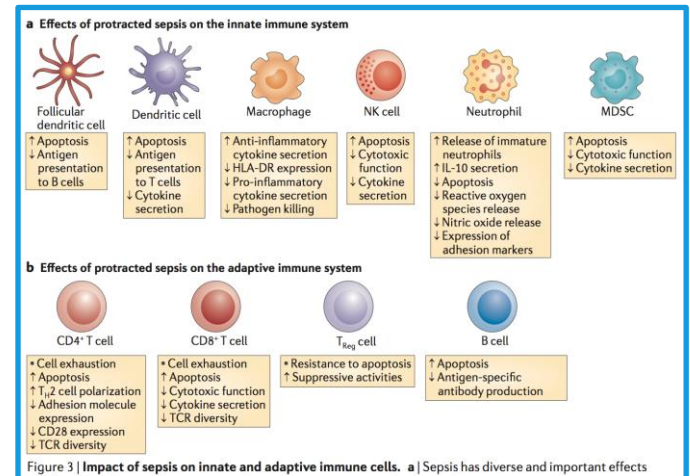 a Effects of protracted sepsis on the innate immune system
Follicular
dendritic cell
Dendritic cell
Macrophage
NK cell
Neutrophil
MDSC
↑ Apoptosis
↓ Antigen
presentation
to B cells
↑ Apoptosis
↓ Antigen
presentation
to T cells
↓ Cytokine
secretion
↑ Anti-inflammatory
cytokine secretion
↓ HLA-DR expression
↓ Pro-inflammatory
cytokine secretion
↓ Pathogen killing
↑ Apoptosis
↓ Cytotoxic
function
↓ Cytokine
secretion
↑ Release of immature
neutrophils
↑ IL-10 secretion
↓ Apoptosis
↓ Reactive oxygen
species release
↓ Nitric oxide release
↓ Expression of
adhesion markers
↑ Apoptosis
↓ Cytotoxic function
↓ Cytokine secretion
b Effects of protracted sepsis on the adaptive immune system
CD4⁺ T cell
CD8⁺ T cell
TReg cell
B cell
• Cell exhaustion
↑ Apoptosis
↑ TH2 cell polarization
↓ Adhesion molecule
expression
↓ CD28 expression
↓ TCR diversity
• Cell exhaustion
↑ Apoptosis
↓ Cytotoxic function
↓ Cytokine secretion
↓ TCR diversity
• Resistance to apoptosis
↑ Suppressive activities
↑ Apoptosis
↓ Antigen-specific
antibody production
Figure 3 | Impact of sepsis on innate and adaptive immune cells. a | Sepsis has diverse and important effects